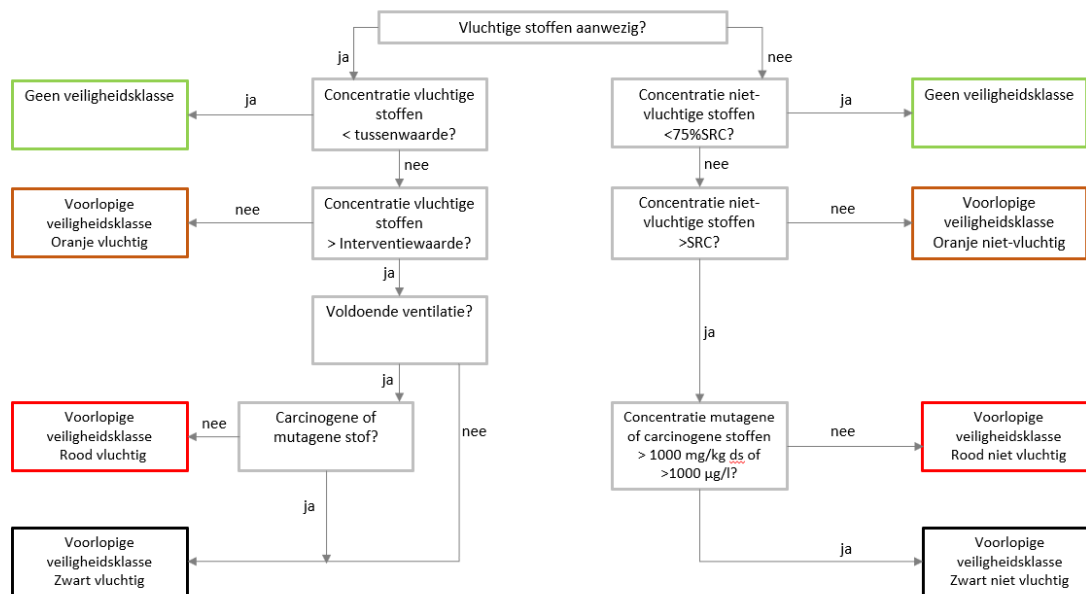 Vluchtige stoffen aanwezig?
ja
nee
Geen veiligheidsklasse
ja
Concentratie vluchtige
stoffen
< tussenwaarde?
Concentratie niet-
vluchtige stoffen
<75%SRC?
ja
Geen veiligheidsklasse
nee
nee
Voorlopige
veiligheidsklasse
Oranje vluchtig
nee
Concentratie vluchtige
stoffen
> Interventiewaarde?
Concentratie niet-
vluchtige stoffen
>SRC?
nee
Voorlopige
veiligheidsklasse
Oranje niet-vluchtig
ja
Voldoende ventilatie?
ja
ja
Voorlopige
veiligheidsklasse
Rood vluchtig
nee
Carcinogene of
mutagene stof?
nee
Concentratie mutagene
of carcinogene stoffen
> 1000 mg/kg ds of
>1000 µg/l?
nee
Voorlopige
veiligheidsklasse
Rood niet vluchtig
ja
Voorlopige
veiligheidsklasse
Zwart vluchtig
ja
Voorlopige
veiligheidsklasse
Zwart niet vluchtig